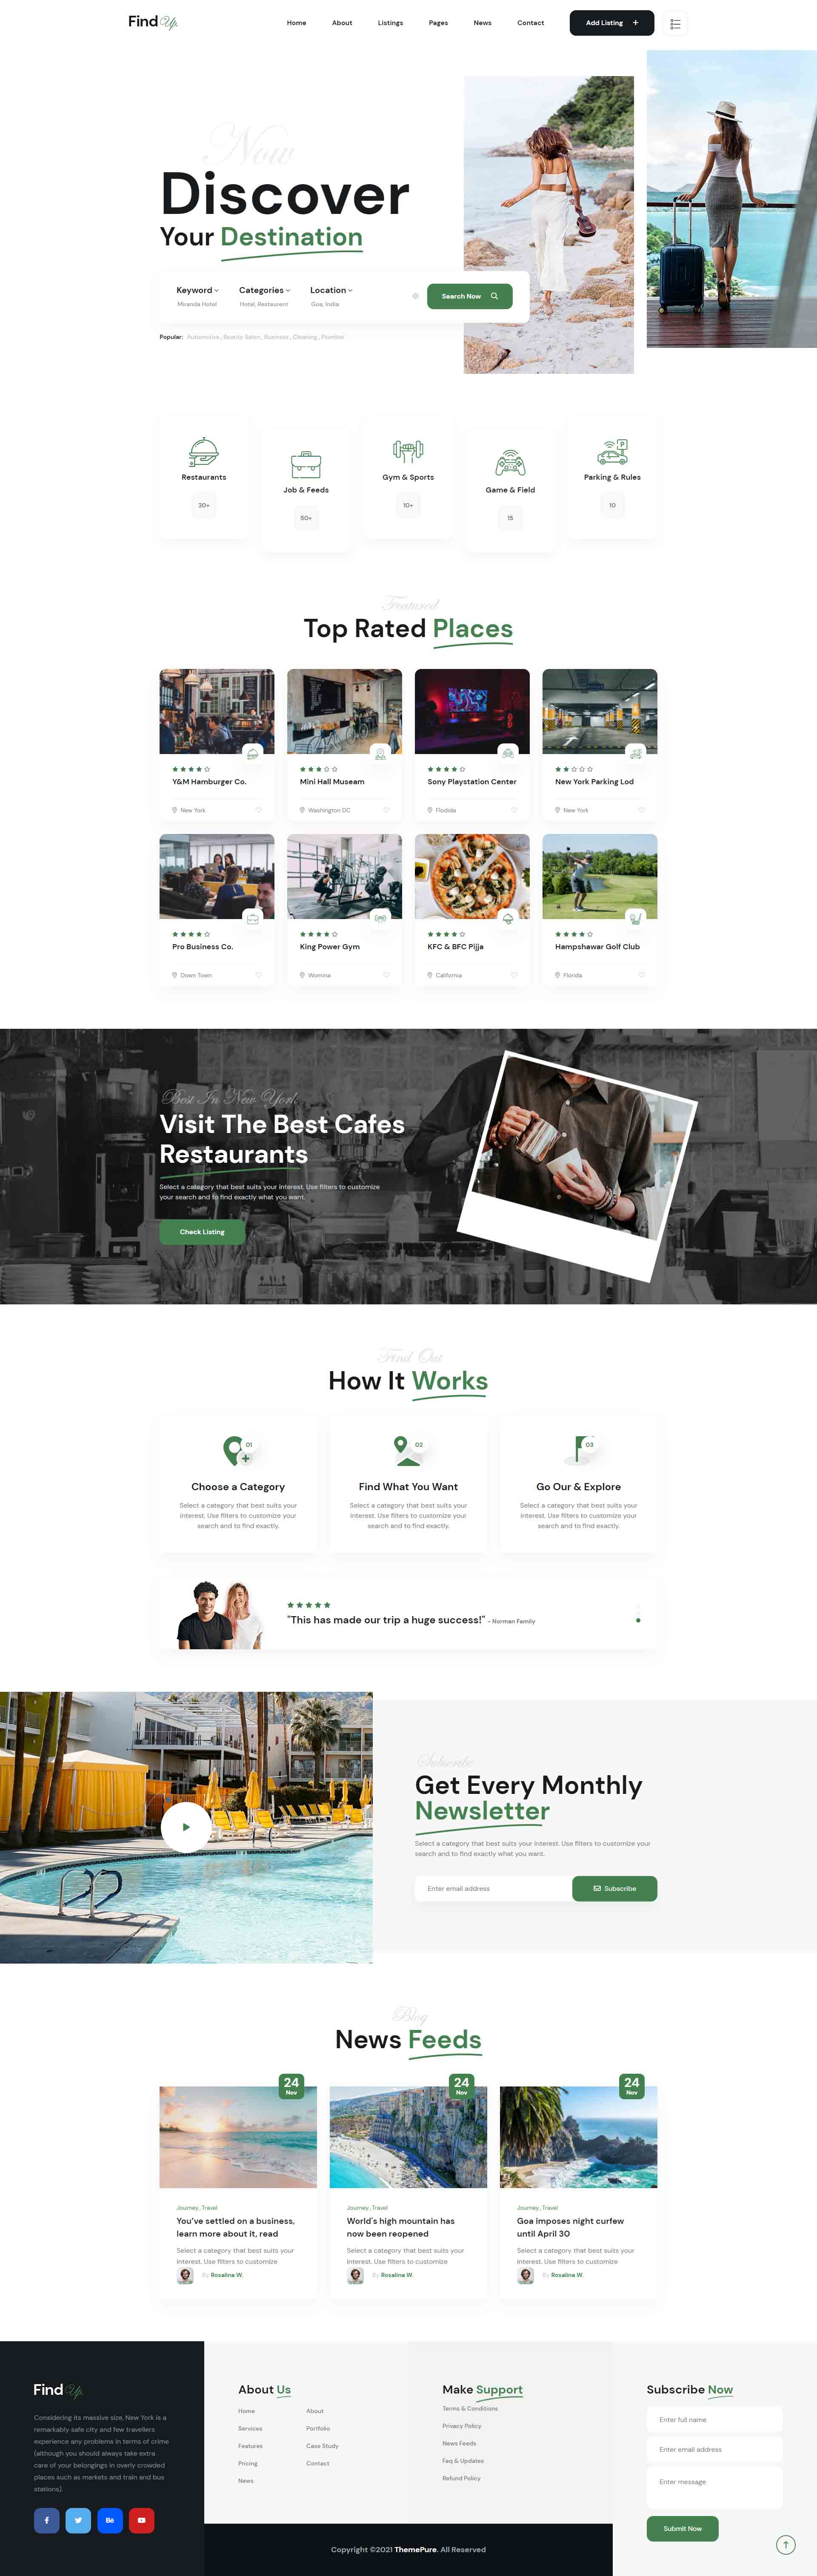 Find Up
Home About Listings Pages News Contact Add Listing +
Now
Discover
Your Destination
Keyword Categories Location
Miranda Hotel Hotel, Restaurent Goa, India
Search Now
Popular: Automotive, Beauty Salon, Business, Cleaning, Plumber
Restaurants
20+
Job & Feeds
50+
Gym & Sports
10+
Game & Field
15
Parking & Rules
10
Featured
Top Rated Places
Y&M Hamburger Co.
New York
Mini Hall Museam
Washington DC
Sony Playstation Center
Flodida
New York Parking Lod
New York
Pro Business Co.
Down Town
King Power Gym
Womina
KFC & BFC Pijja
California
Hampshawar Golf Club
Florida
Best In New York
Visit The Best Cafes
Restaurants
Select a category that best suits your interest. Use filters to customize
your search and to find exactly what you want.
Check Listing
Find Out
How It Works
01
Choose a Category
Select a category that best suits your
interest. Use filters to customize your
search and to find exactly.
02
Find What You Want
Select a category that best suits your
interest. Use filters to customize your
search and to find exactly.
03
Go Our & Explore
Select a category that best suits your
interest. Use filters to customize your
search and to find exactly.
"This has made our trip a huge success!" - Norman Family
Subscribe
Get Every Monthly
Newsletter
Select a category that best suits your interest. Use filters to customize your
search and to find exactly what you want.
Enter email address Subscribe
Blog
News Feeds
24
Nov
Journey, Travel
You've settled on a business,
learn more about it, read
Select a category that best suits your
interest. Use filters to customize
By Rosalina W.
24
Nov
Journey, Travel
World's high mountain has
now been reopened
Select a category that best suits your
interest. Use filters to customize
By Rosalina W.
24
Nov
Journey, Travel
Goa imposes night curfew
until April 30
Select a category that best suits your
interest. Use filters to customize
By Rosalina W.
Find Up
Considering its massive size, New York is a
remarkably safe city and few travellers
experience any problems in terms of crime
(although you should always take extra
care of your belongings in overly crowded
places such as markets and train and bus
stations).
Bē
About Us
Home About
Services Portfolio
Features Case Study
Pricing Contact
News
Make Support
Terms & Conditions
Privacy Policy
News Feeds
Faq & Updates
Refund Policy
Subscribe Now
Enter full name
Enter email address
Enter message
Submit Now
Copyright ©2021 ThemePure. All Reserved